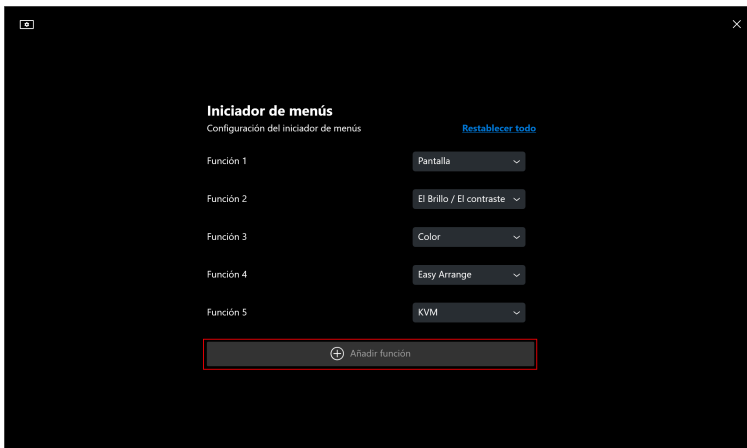 Iniciador de menús
Configuración del iniciador de menús
Restablecer todo
Función 1
Pantalla
Función 2
El Brillo / El contraste
Función 3
Color
Función 4
Easy Arrange
Función 5
KVM
Añadir función